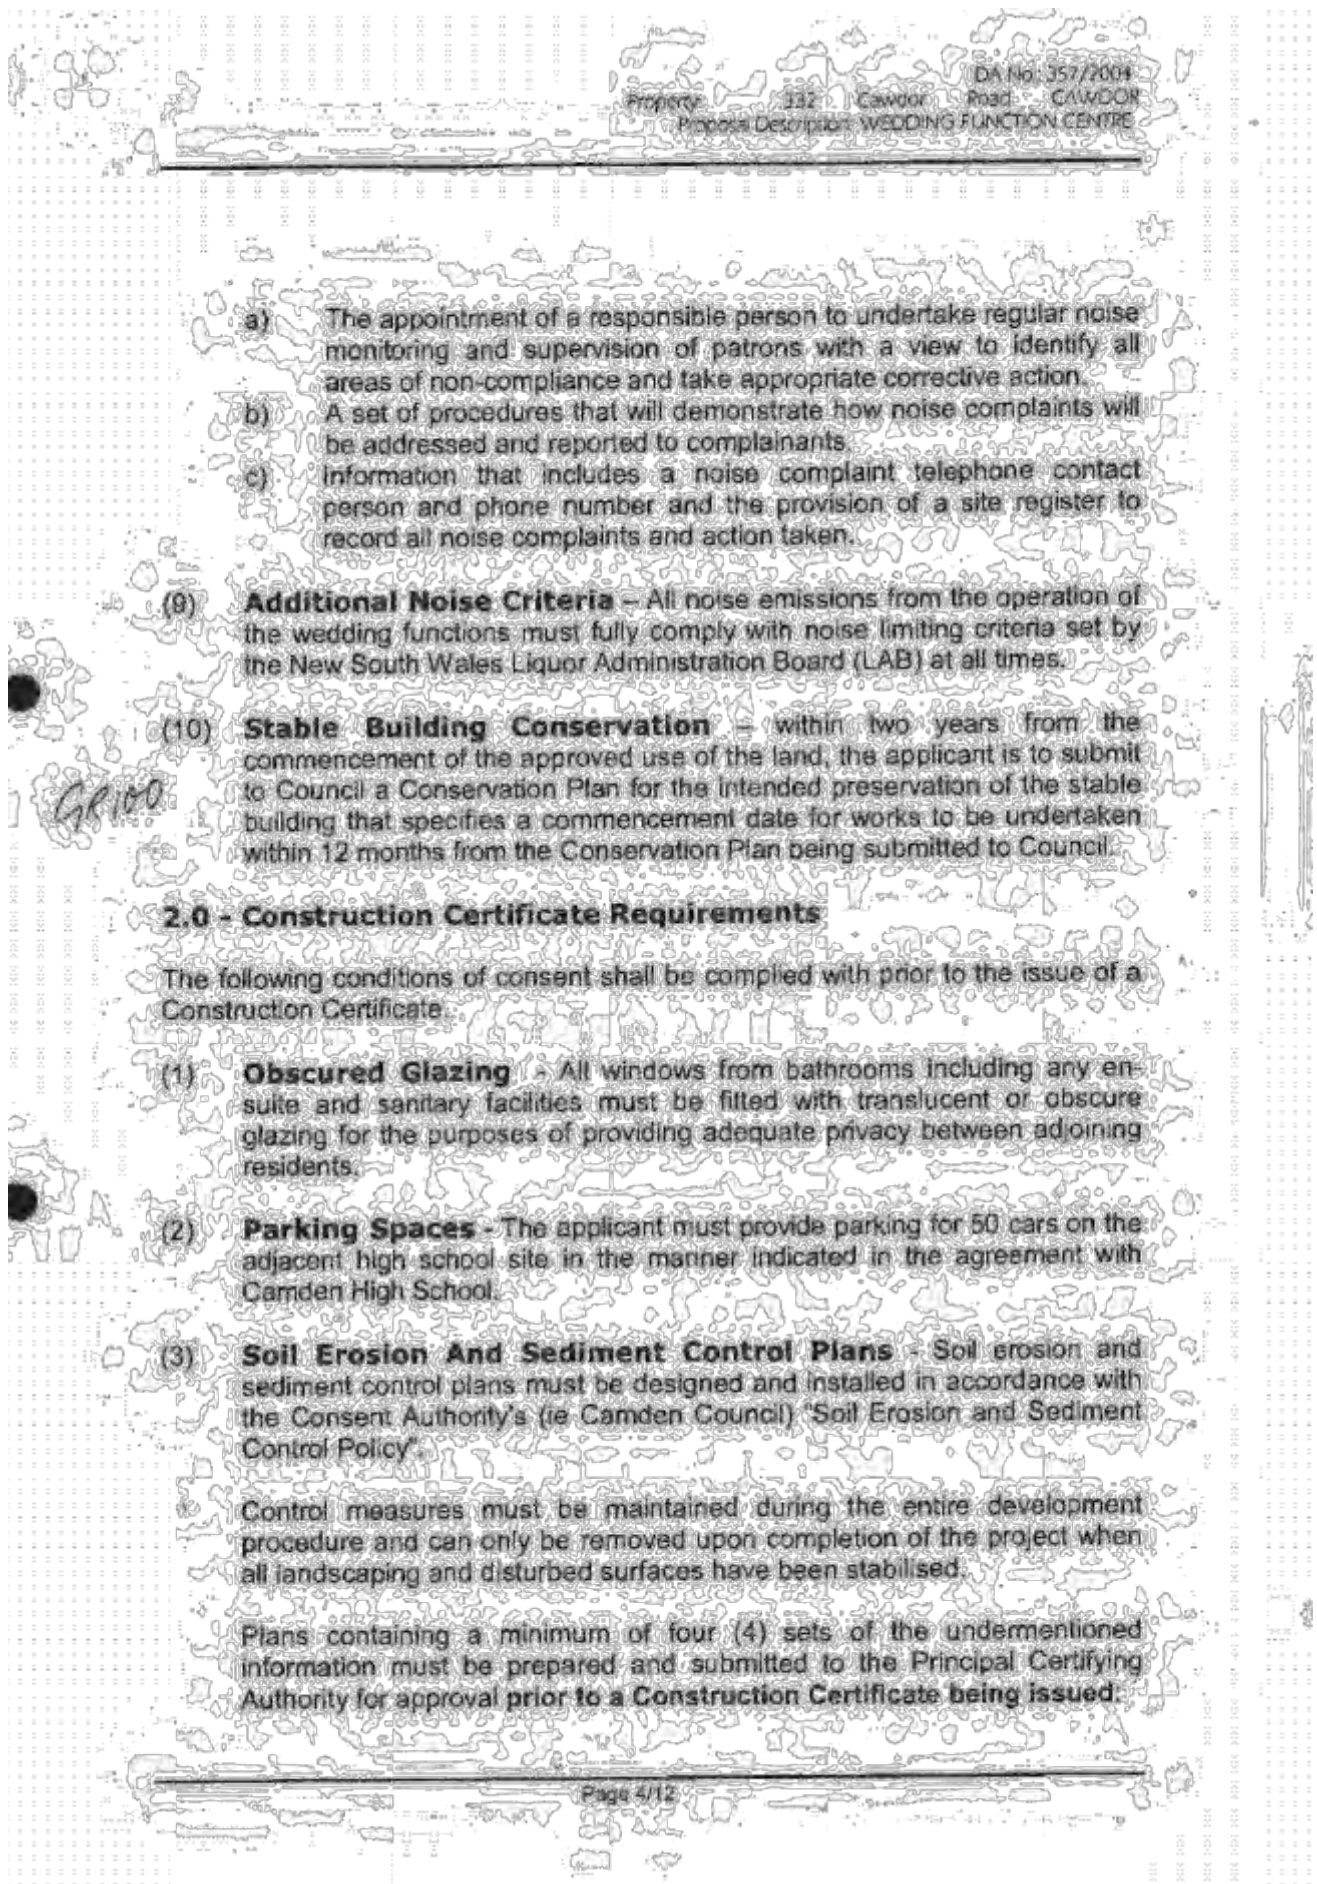 DA No: 357/2004
Property: 332 Cawdor Road CAWDOR
Proposal Description: WEDDING FUNCTION CENTRE
a) The appointment of a responsible person to undertake regular noise
monitoring and supervision of patrons with a view to identify all
areas of non-compliance and take appropriate corrective action.
b) A set of procedures that will demonstrate how noise complaints will
be addressed and reported to complainants.
c) Information that includes a noise complaint telephone contact
person and phone number and the provision of a site register to
record all noise complaints and action taken.
(9) Additional Noise Criteria – All noise emissions from the operation of
the wedding functions must fully comply with noise limiting criteria set by
the New South Wales Liquor Administration Board (LAB) at all times.
(10) Stable Building Conservation – within two years from the
commencement of the approved use of the land, the applicant is to submit
to Council a Conservation Plan for the intended preservation of the stable
GR100
building that specifies a commencement date for works to be undertaken
within 12 months from the Conservation Plan being submitted to Council.
2.0 - Construction Certificate Requirements
The following conditions of consent shall be complied with prior to the issue of a
Construction Certificate.
(1) Obscured Glazing - All windows from bathrooms including any en-
suite and sanitary facilities must be fitted with translucent or obscure
glazing for the purposes of providing adequate privacy between adjoining
residents.
(2) Parking Spaces - The applicant must provide parking for 50 cars on the
adjacent high school site in the manner indicated in the agreement with
Camden High School.
(3) Soil Erosion And Sediment Control Plans - Soil erosion and
sediment control plans must be designed and installed in accordance with
the Consent Authority's (ie Camden Council) "Soil Erosion and Sediment
Control Policy".
Control measures must be maintained during the entire development
procedure and can only be removed upon completion of the project when
all landscaping and disturbed surfaces have been stabilised.
Plans containing a minimum of four (4) sets of the undermentioned
information must be prepared and submitted to the Principal Certifying
Authority for approval prior to a Construction Certificate being issued:
Page 4/12